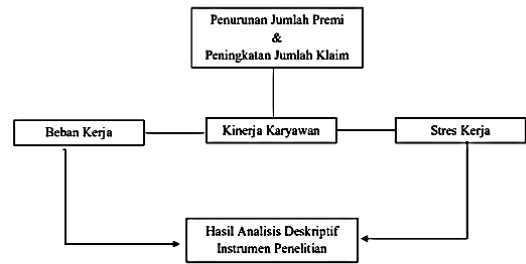 Penurunan Jumlah Premi
&
Peningkatan Jumlah Klaim
Beban Kerja
Kinerja Karyawan
Stres Kerja
Hasil Analisis Deskriptif
Instrumen Penelitian